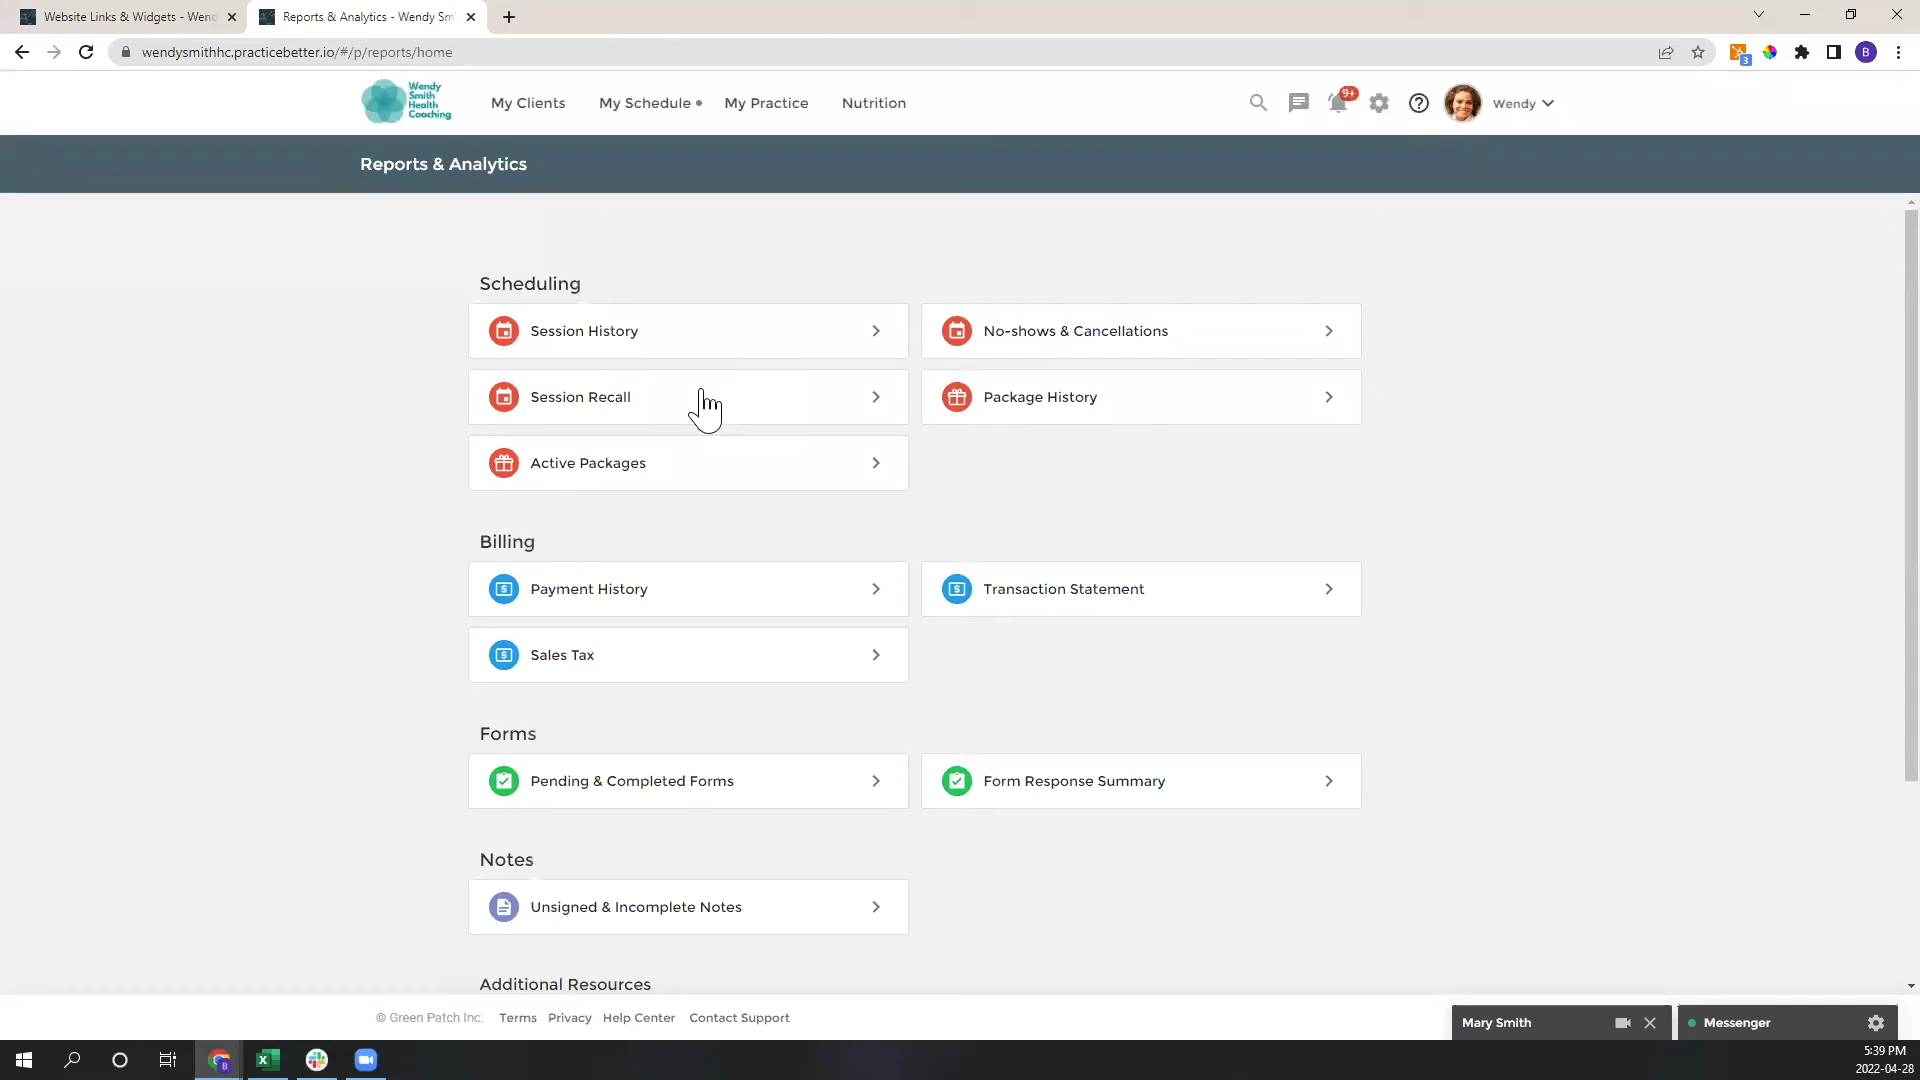 Website Links & Widgets - Wend
Reports & Analytics - Wendy Smi
wendysmithhc.practicebetter.io/#/p/reports/home
3
B
Wendy
Smith
Health
Coaching
My Clients
My Schedule
My Practice
Nutrition
9+
Wendy
Reports & Analytics
Scheduling
Session History
No-shows & Cancellations
Session Recall
Package History
Active Packages
Billing
Payment History
Transaction Statement
Sales Tax
Forms
Pending & Completed Forms
Form Response Summary
Notes
Unsigned & Incomplete Notes
Additional Resources
© Green Patch Inc. Terms Privacy Help Center Contact Support
Mary Smith
Messenger
5:39 PM
2022-04-28